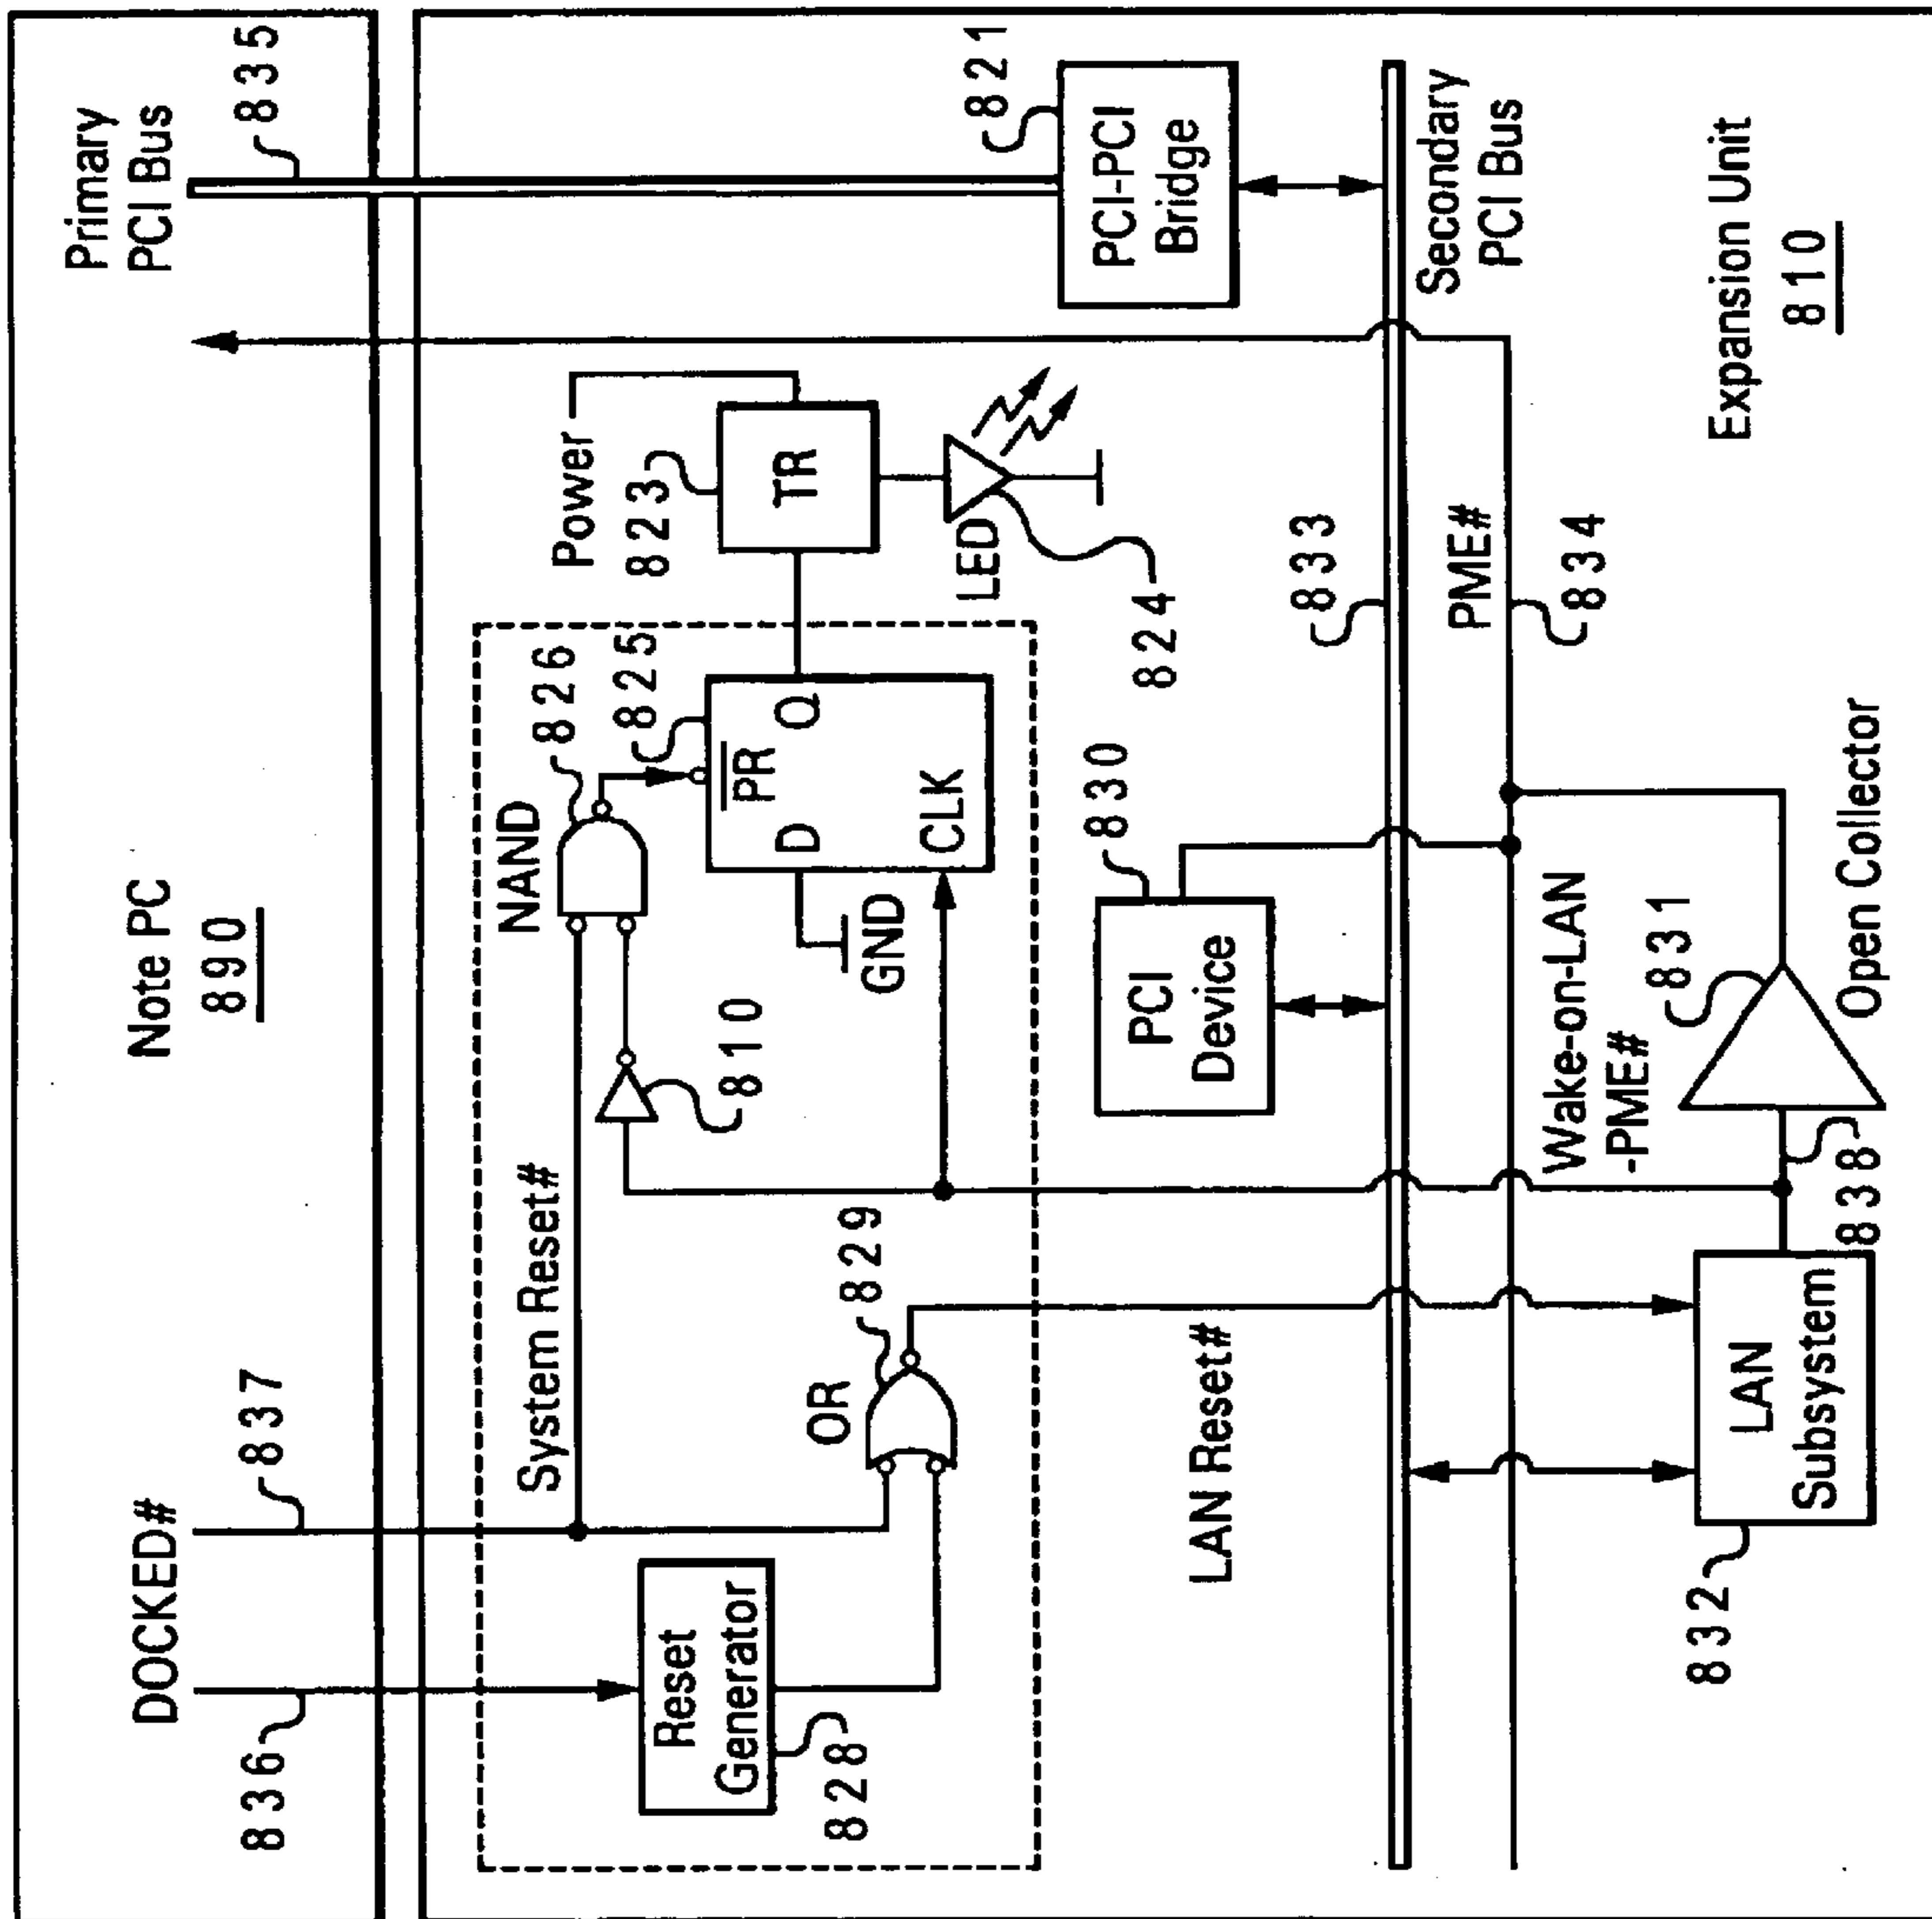 Note PC
890
DOCKED#
836
837
Primary
PCI Bus
835
System Reset#
NAND
826
825
Reset
Generator
828
OR
829
810
D
PR
Q
CLK
GND
Power
823
TR
LED
824
PCI-PCI
Bridge
821
LAN Reset#
PCI
Device
830
833
Secondary
PCI Bus
PME#
834
Wake-on-LAN
-PME#
831
Open Collector
838
LAN
Subsystem
832
Expansion Unit
810